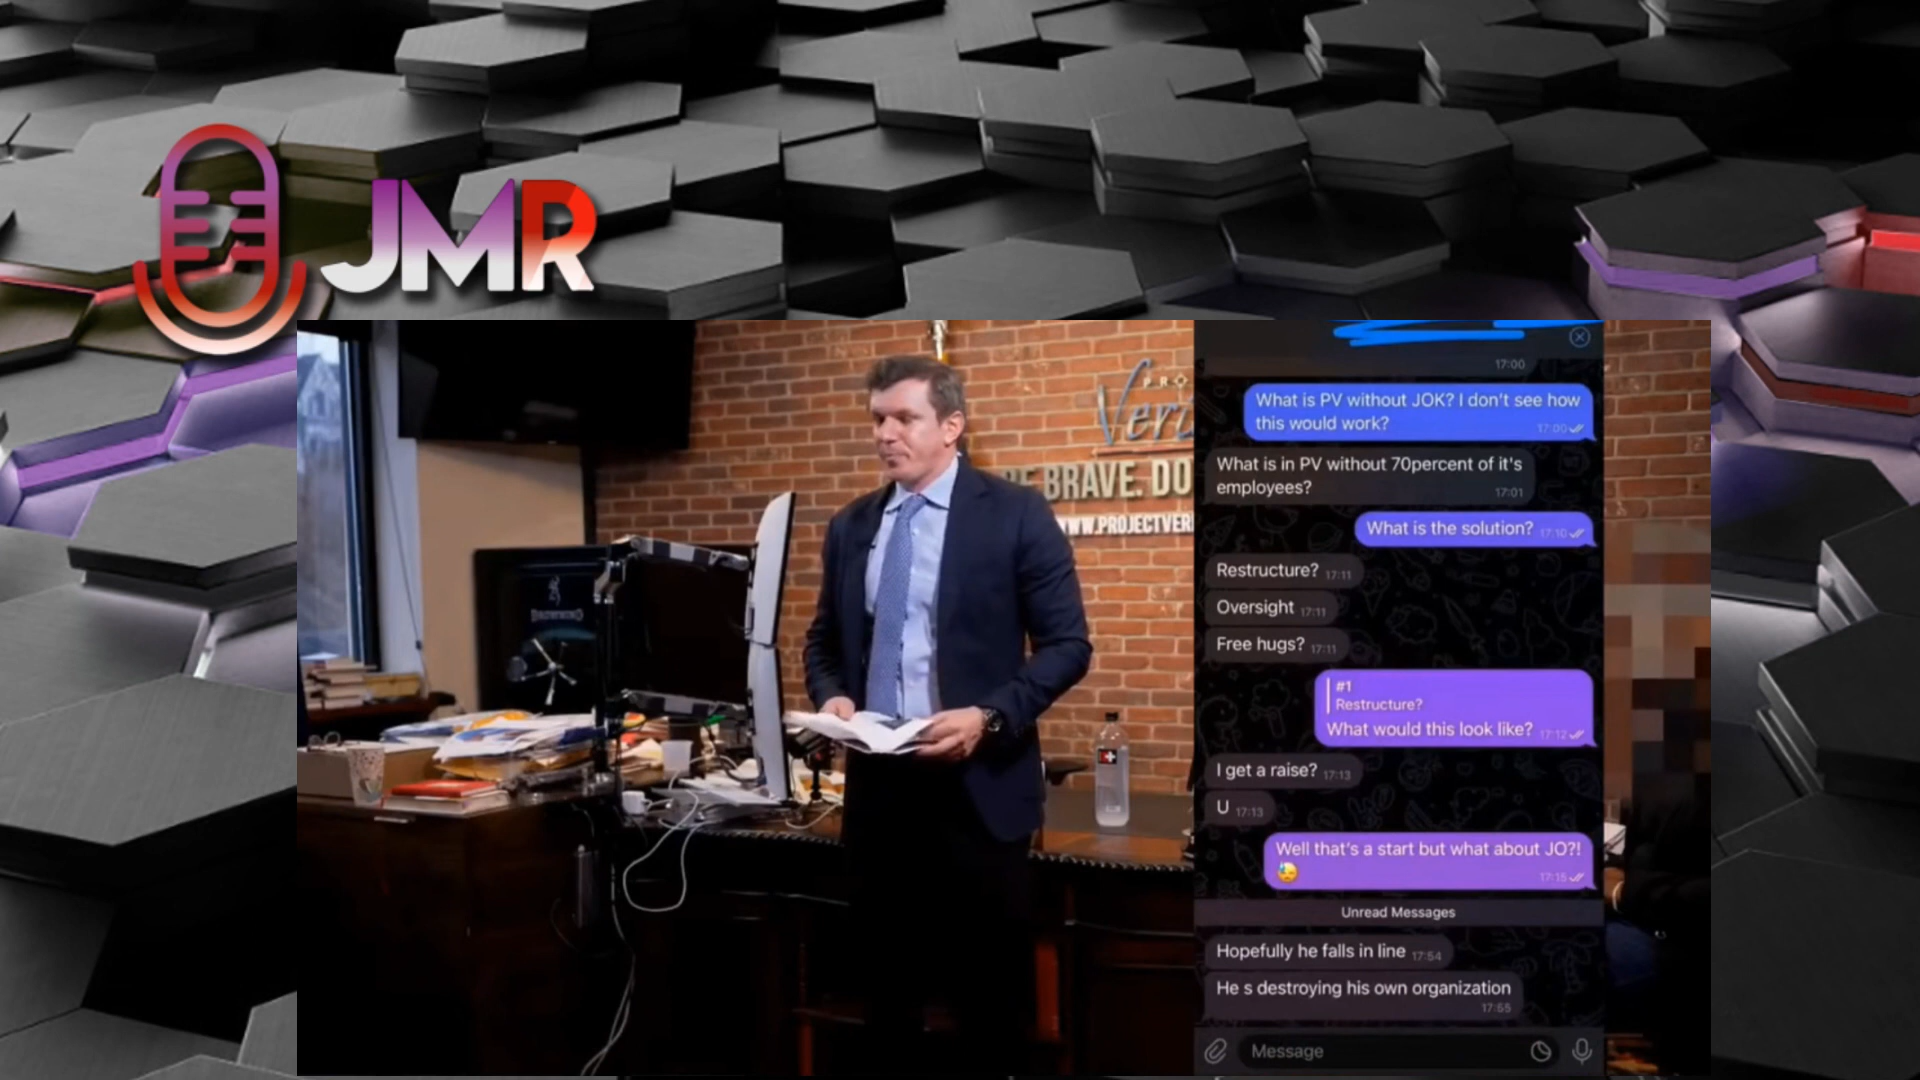 JMR
PRO
Veri
BE BRAVE. DO
WWW.PROJECTVERI
BROWNING
17:00
What is PV without JOK? I don't see how
this would work?
17:00
What is in PV without 70percent of it's
employees?
17:01
What is the solution? 17:10
Restructure? 17:11
Oversight 17:11
Free hugs? 17:11
#1
Restructure?
What would this look like? 17:12
I get a raise? 17:13
U 17:13
Well that's a start but what about JO?!
17:15
Unread Messages
Hopefully he falls in line 17:54
He s destroying his own organization
17:55
Message